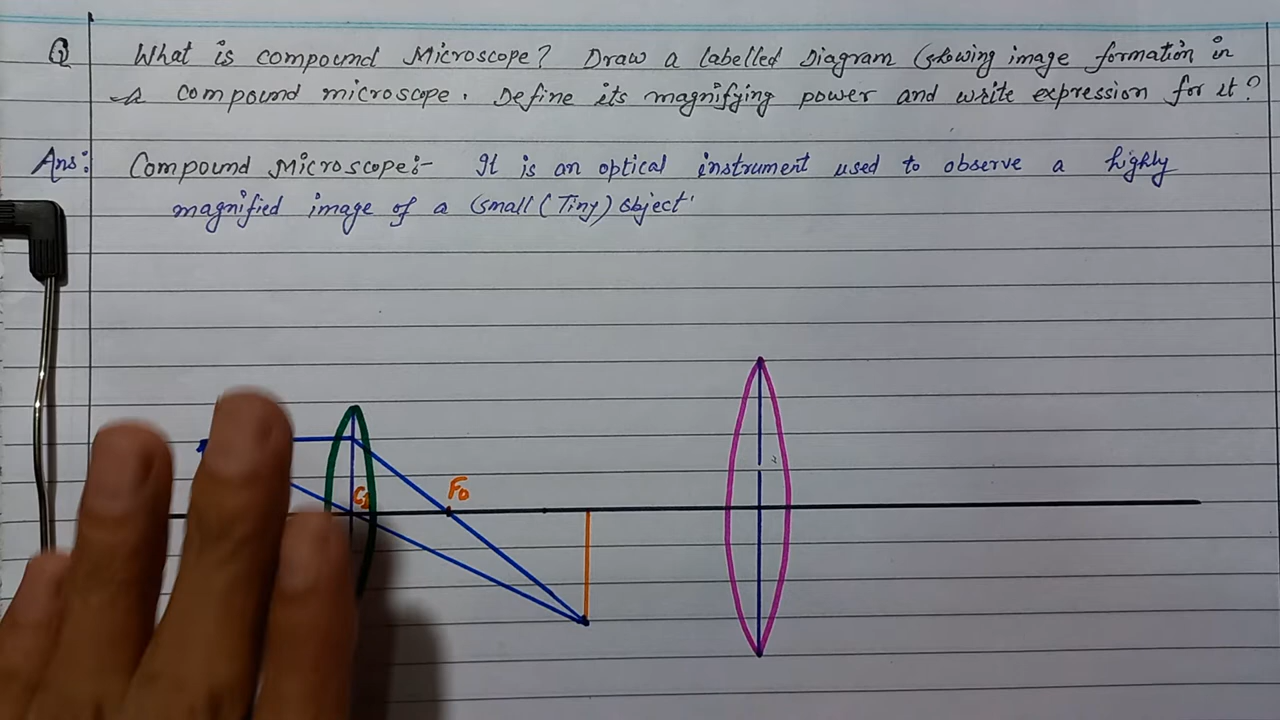 Q What is compound Microscope? Draw a labelled Diagram showing image formation in
a compound microscope. Define its magnifying power and write expression for it?
Ans: Compound Microscope:- It is an optical instrument used to observe a highly
magnified image of a small (Tiny) object
Fo